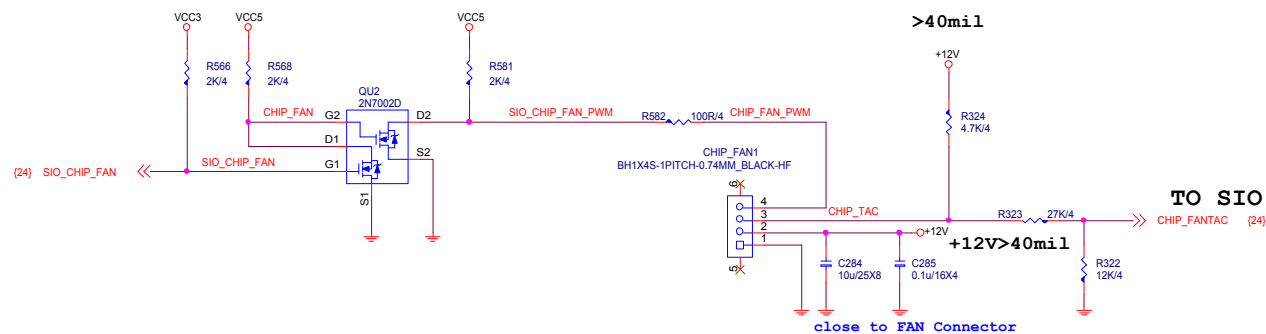 >40mil
VCC3
VCC5
VCC5
+12V
R566
2K/4
R568
2K/4
R581
2K/4
QU2
2N7002D
CHIP_FAN
G2
D2
SIO_CHIP_FAN_PWM
R582
100R/4
CHIP_FAN_PWM
R324
4.7K/4
D1
S2
{24}
SIO_CHIP_FAN
SIO_CHIP_FAN
G1
S1
CHIP_FAN1
BH1X4S-1PITCH-0.74MM_BLACK-HF
6
4
3
2
1
5
CHIP_TAC
R323
27K/4
TO SIO
CHIP_FANTAC
{24}
+12V
+12V>40mil
C284
10u/25X8
C285
0.1u/16X4
R322
12K/4
close to FAN Connector